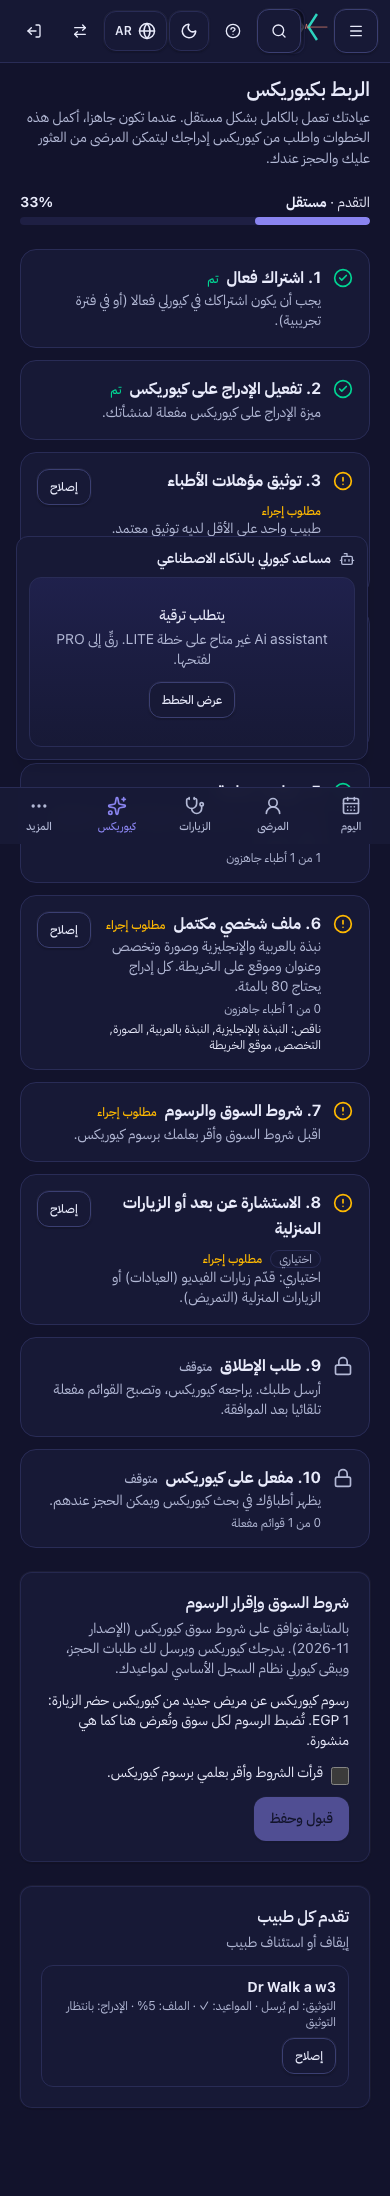 AR
الربط بكيوريكس
عيادتك تعمل بالكامل بشكل مستقل. عندما تكون جاهزا، أكمل هذه
الخطوات واطلب من كيوريكس إدراجك ليتمكن المرضى من العثور
عليك والحجز عندك.
التقدم · مستقل
33%
1. اشتراك فعال تم
يجب أن يكون اشتراكك في كيورلي فعالا (أو في فترة
تجريبية).
2. تفعيل الإدراج على كيوريكس تم
ميزة الإدراج على كيوريكس مفعلة لمنشأتك.
3. توثيق مؤهلات الأطباء
إصلاح
مطلوب إجراء
طبيب واحد على الأقل لديه توثيق معتمد.
مساعد كيورلي بالذكاء الاصطناعي
يتطلب ترقية
Ai assistant غير متاح على خطة LITE. رقِّ إلى PRO
لفتحها.
عرض الخطط
اليوم
المرضى
الزيارات
كيوريكس
المزيد
1 من 1 أطباء جاهزون
6. ملف شخصي مكتمل مطلوب إجراء
إصلاح
نبذة بالعربية والإنجليزية وصورة وتخصص
وعنوان وموقع على الخريطة. كل إدراج
يحتاج 80 بالمئة.
0 من 1 أطباء جاهزون
ناقص: النبذة بالإنجليزية, النبذة بالعربية, الصورة,
التخصص, موقع الخريطة
7. شروط السوق والرسوم مطلوب إجراء
اقبل شروط السوق وأقر بعلمك برسوم كيوريكس.
8. الاستشارة عن بعد أو الزيارات
المنزلية
إصلاح
اختياري مطلوب إجراء
اختياري: قدّم زيارات الفيديو (العيادات) أو
الزيارات المنزلية (التمريض).
9. طلب الإطلاق متوقف
أرسل طلبك. يراجعه كيوريكس، وتصبح القوائم مفعلة
تلقائيا بعد الموافقة.
10. مفعل على كيوريكس متوقف
يظهر أطباؤك في بحث كيوريكس ويمكن الحجز عندهم.
0 من 1 قوائم مفعلة
شروط السوق وإقرار الرسوم
بالمتابعة توافق على شروط سوق كيوريكس (الإصدار
2026-11). يدرجك كيوريكس ويرسل لك طلبات الحجز،
ويبقى كيورلي نظام السجل الأساسي لمواعيدك.
رسوم كيوريكس عن مريض جديد من كيوريكس حضر الزيارة:
1 EGP. تُضبط الرسوم لكل سوق وتُعرض هنا كما هي
منشورة.
قرأت الشروط وأقر بعلمي برسوم كيوريكس.
قبول وحفظ
تقدم كل طبيب
إيقاف أو استئناف طبيب
Dr Walk a w3
التوثيق: لم يُرسل · المواعيد: ✓ · الملف: 5% · الإدراج: بانتظار
التوثيق
إصلاح